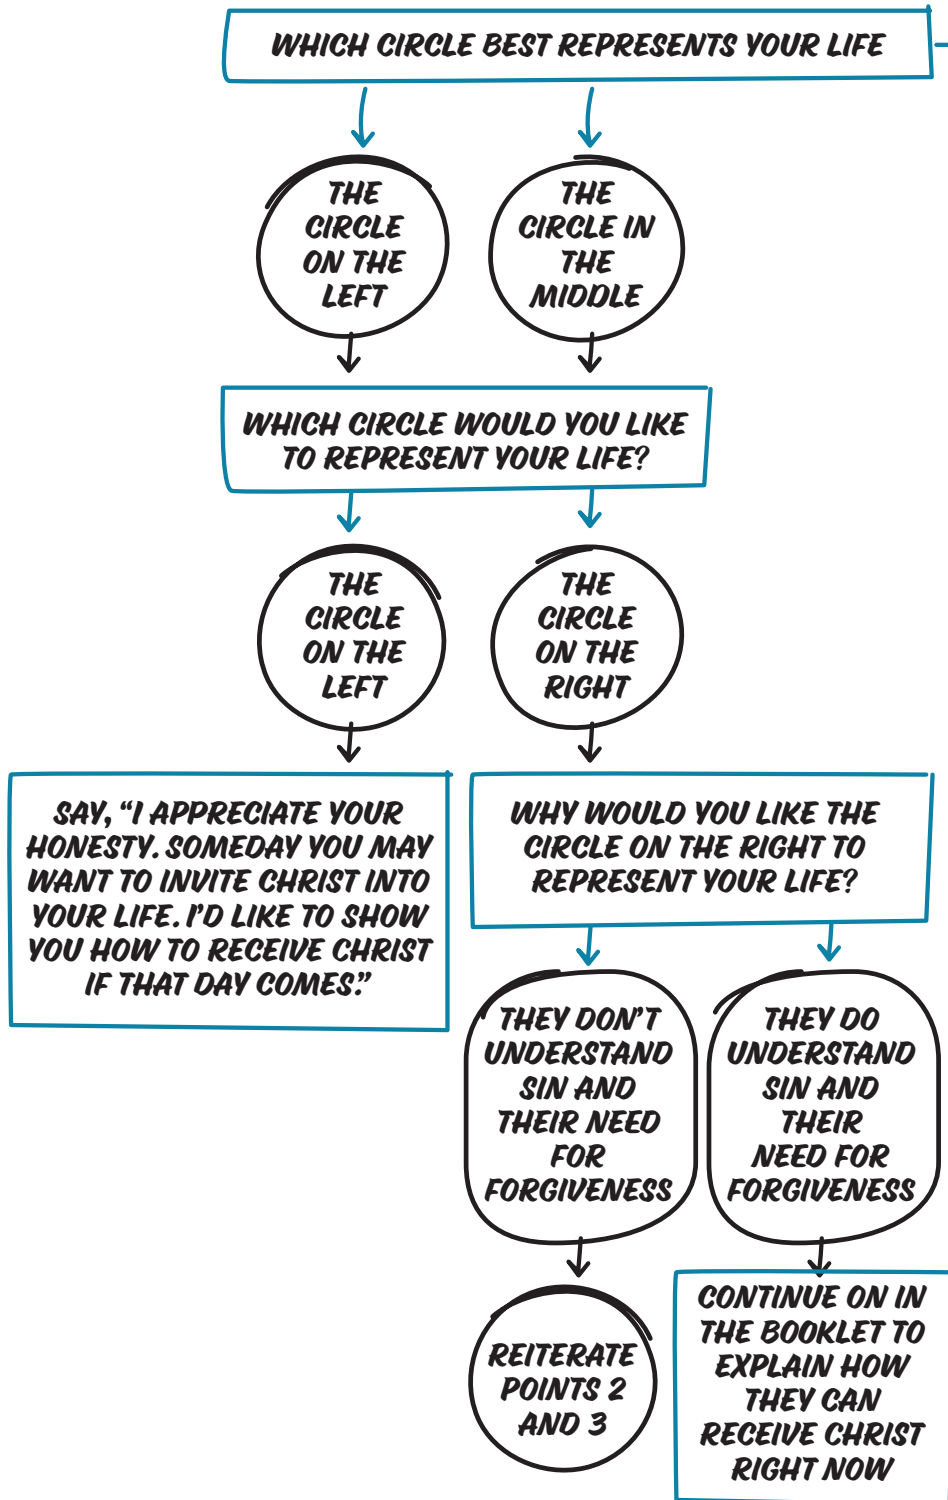 WHICH CIRCLE BEST REPRESENTS YOUR LIFE
THE
CIRCLE
ON THE
LEFT
THE
CIRCLE IN
THE
MIDDLE
WHICH CIRCLE WOULD YOU LIKE
TO REPRESENT YOUR LIFE?
THE
CIRCLE
ON THE
LEFT
THE
CIRCLE
ON THE
RIGHT
SAY, “I APPRECIATE YOUR
HONESTY. SOMEDAY YOU MAY
WANT TO INVITE CHRIST INTO
YOUR LIFE. I’D LIKE TO SHOW
YOU HOW TO RECEIVE CHRIST
IF THAT DAY COMES.”
WHY WOULD YOU LIKE THE
CIRCLE ON THE RIGHT TO
REPRESENT YOUR LIFE?
THEY DON’T
UNDERSTAND
SIN AND
THEIR NEED
FOR
FORGIVENESS
THEY DO
UNDERSTAND
SIN AND
THEIR
NEED FOR
FORGIVENESS
REITERATE
POINTS 2
AND 3
CONTINUE ON IN
THE BOOKLET TO
EXPLAIN HOW
THEY CAN
RECEIVE CHRIST
RIGHT NOW